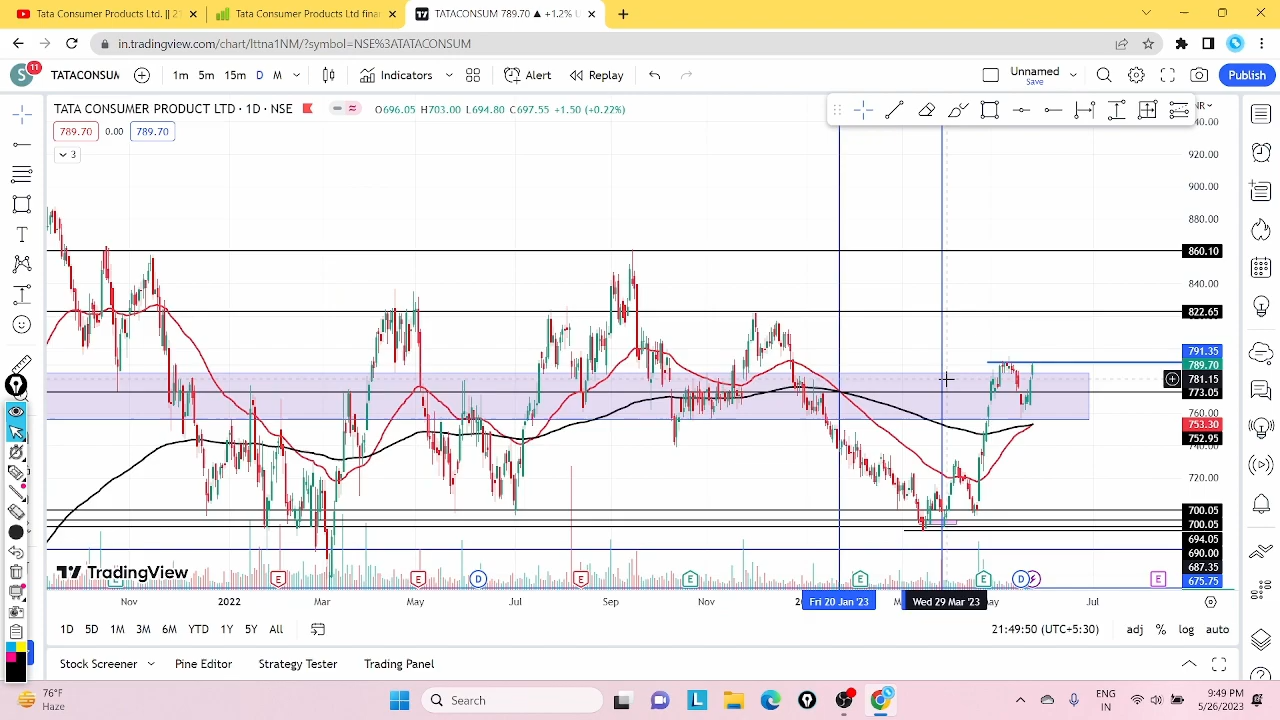 Tata Consumer Products Ltd. || 2
Tata Consumer Products Ltd finan
TATACONSUM 789.70 ▲ +1.2% U
in.tradingview.com/chart/lttna1NM/?symbol=NSE%3ATATACONSUM
S 11 TATACONSUM 1m 5m 15m D M Indicators Alert Replay Unnamed Save Publish
TATA CONSUMER PRODUCT LTD · 1D · NSE O696.05 H703.00 L694.80 C697.55 +1.50 (+0.22%)
789.70 0.00 789.70
3
920.00
900.00
880.00
860.10
840.00
822.65
791.35
789.70
781.15
773.05
760.00
753.30
752.95
740.00
720.00
700.05
700.05
694.05
690.00
687.35
675.75
TradingView
E E E D E E E E D E
Nov 2022 Mar May Jul Sep Nov Fri 20 Jan '23 Wed 29 Mar '23 May Jul
1D 5D 1M 3M 6M YTD 1Y 5Y All 21:49:50 (UTC+5:30) adj % log auto
Stock Screener Pine Editor Strategy Tester Trading Panel
76°F
Haze
Search
ENG
IN
9:49 PM
5/26/2023